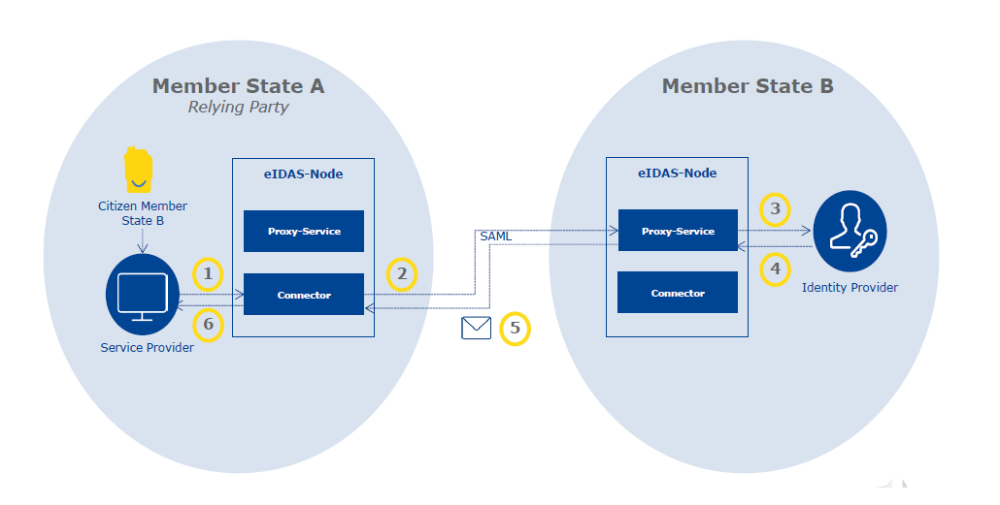 Member State A
Relying Party
Citizen Member
State B
Service Provider
eIDAS-Node
Proxy-Service
Connector
1
6
2
SAML
5
Member State B
eIDAS-Node
Proxy-Service
Connector
3
4
Identity Provider